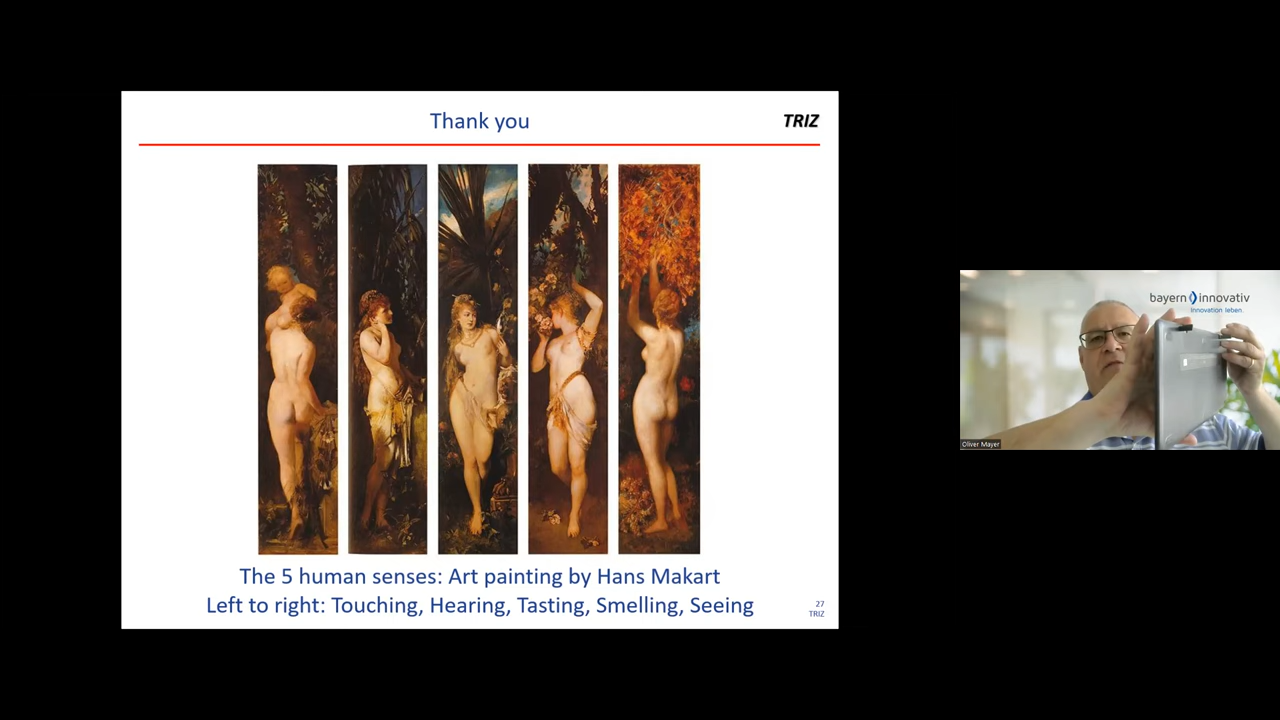 Thank you
TRIZ
The 5 human senses: Art painting by Hans Makart
Left to right: Touching, Hearing, Tasting, Smelling, Seeing
27
TRIZ
bayern innovativ
Innovation leben.
Oliver Mayer